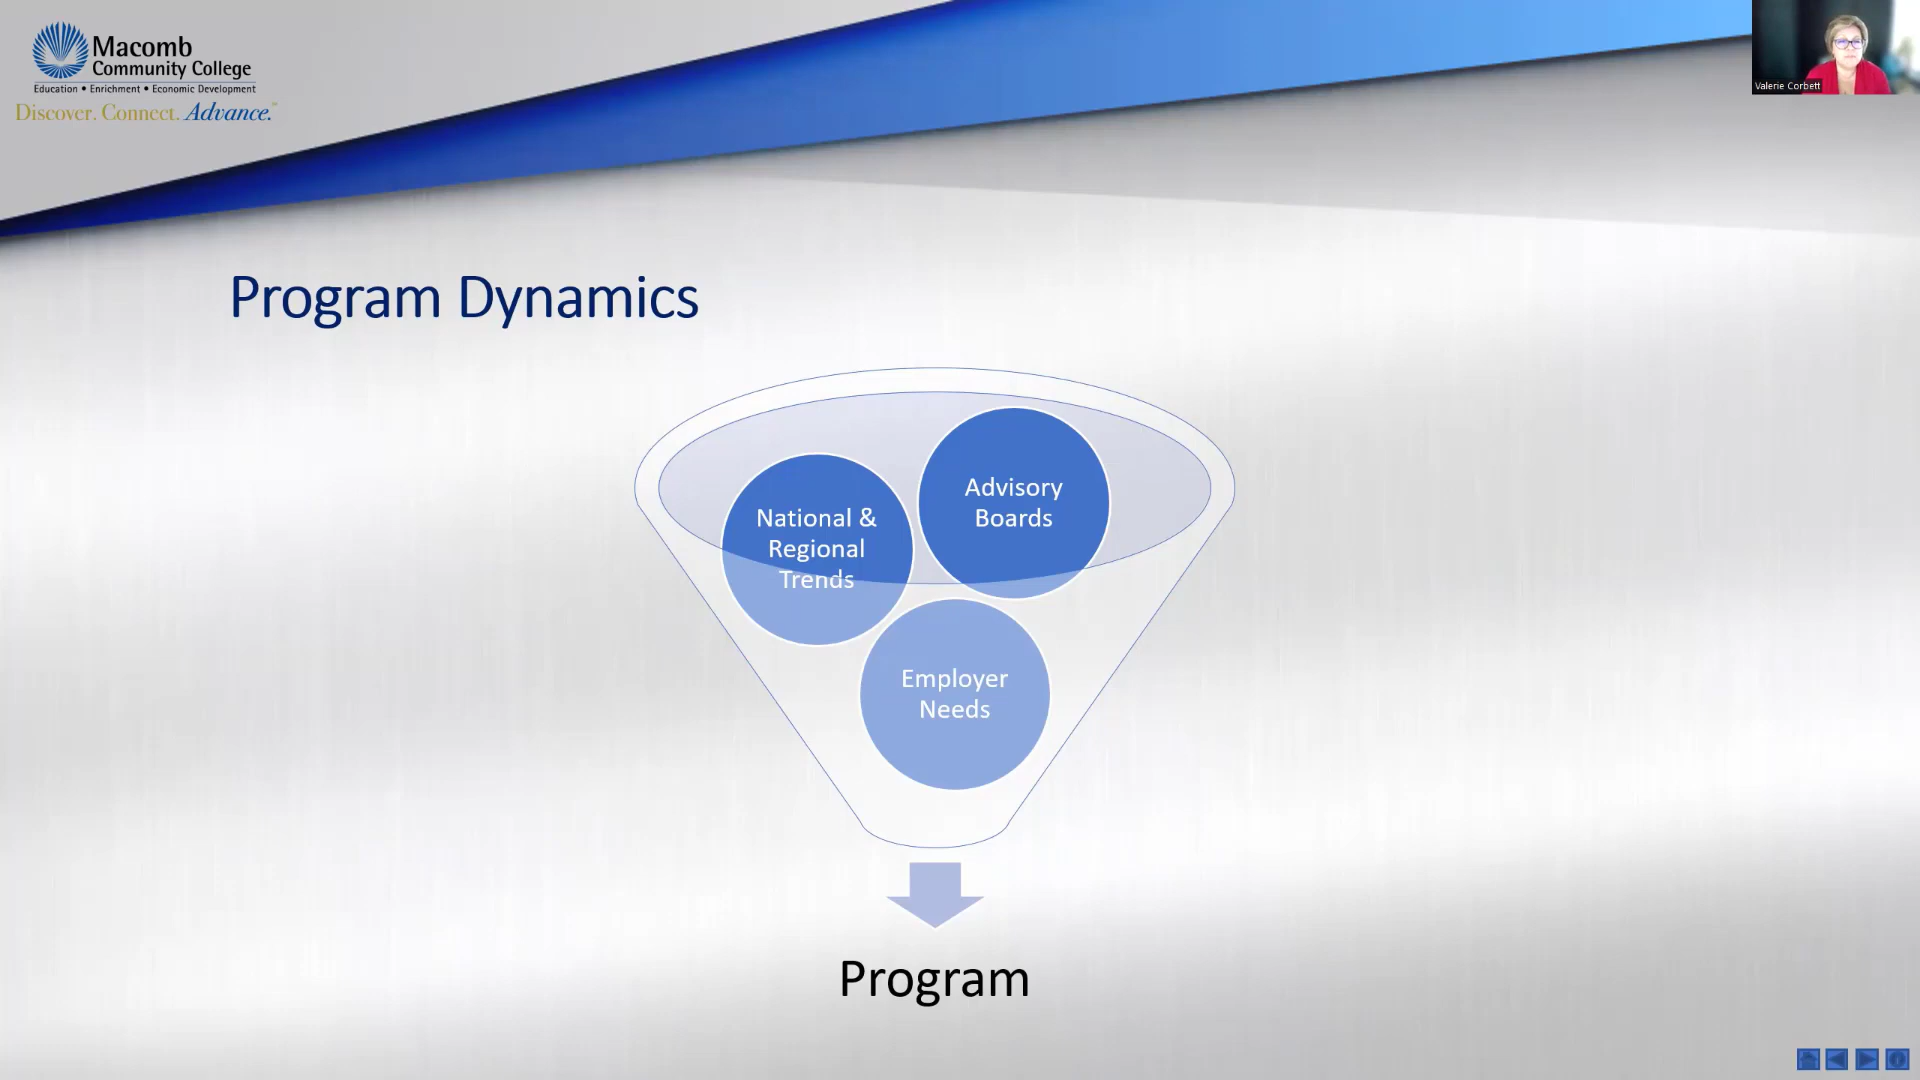 Macomb
Community College
Education • Enrichment • Economic Development
Discover. Connect. Advance.
Valerie Corbett
Program Dynamics
Advisory
Boards
National &
Regional
Trends
Employer
Needs
Program